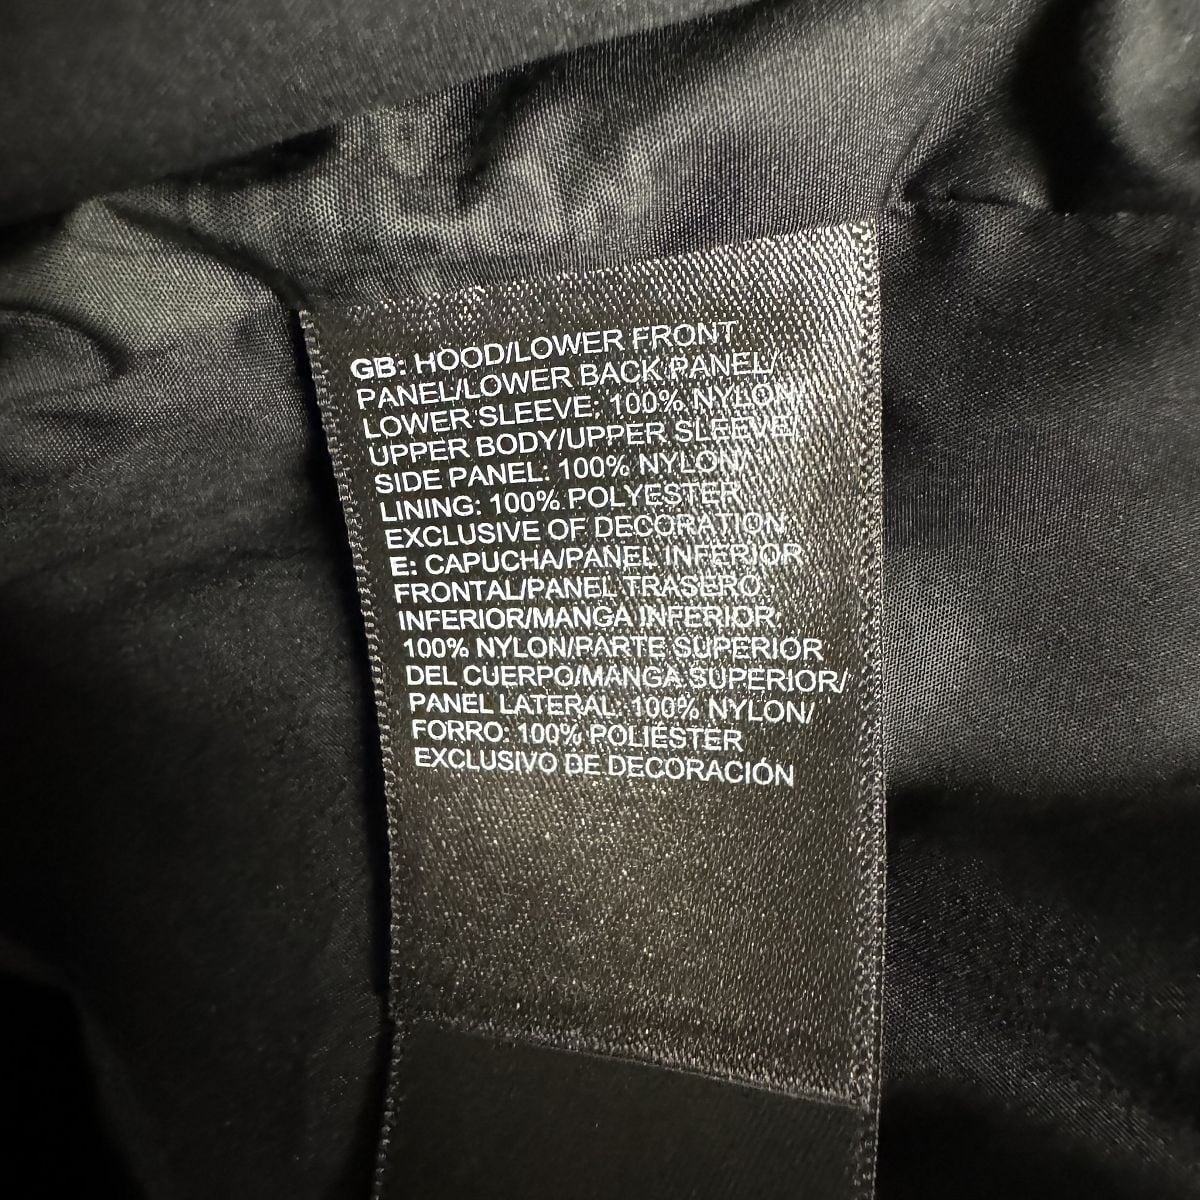 GB: HOOD/LOWER FRONT
PANEL/LOWER BACK PANEL/
LOWER SLEEVE: 100% NYLON/
UPPER BODY/UPPER SLEEVE/
SIDE PANEL: 100% NYLON/
LINING: 100% POLYESTER
EXCLUSIVE OF DECORATION
E: CAPUCHA/PANEL INFERIOR
FRONTAL/PANEL TRASERO
INFERIOR/MANGA INFERIOR:
100% NYLON/PARTE SUPERIOR
DEL CUERPO/MANGA SUPERIOR/
PANEL LATERAL: 100% NYLON/
FORRO: 100% POLIÉSTER
EXCLUSIVO DE DECORACIÓN